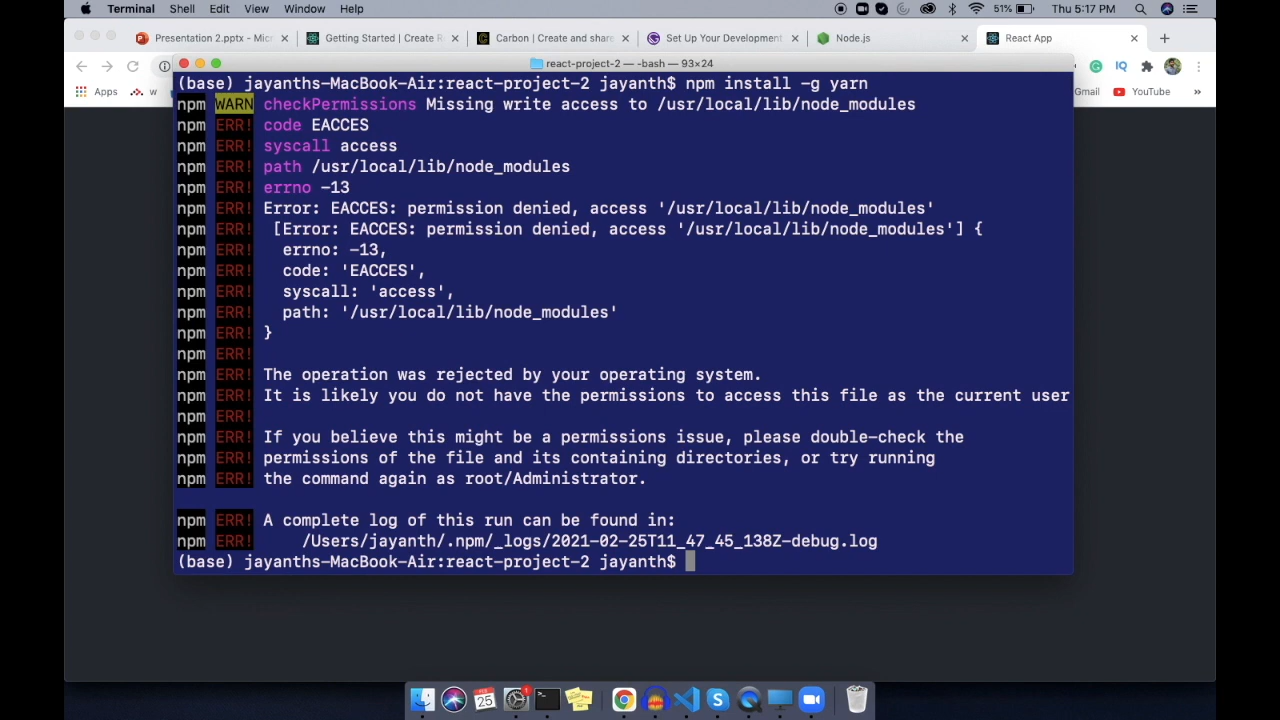 Terminal Shell Edit View Window Help 51% Thu 5:17 PM
Presentation 2.pptx - Micr Getting Started | Create R Carbon | Create and share Set Up Your Development Node.js React App
Apps w Gmail YouTube »
react-project-2 — -bash — 93×24
(base) jayanths-MacBook-Air:react-project-2 jayanth$ npm install -g yarn
npm WARN checkPermissions Missing write access to /usr/local/lib/node_modules
npm ERR! code EACCES
npm ERR! syscall access
npm ERR! path /usr/local/lib/node_modules
npm ERR! errno -13
npm ERR! Error: EACCES: permission denied, access '/usr/local/lib/node_modules'
npm ERR!  [Error: EACCES: permission denied, access '/usr/local/lib/node_modules'] {
npm ERR!   errno: -13,
npm ERR!   code: 'EACCES',
npm ERR!   syscall: 'access',
npm ERR!   path: '/usr/local/lib/node_modules'
npm ERR! }
npm ERR!
npm ERR! The operation was rejected by your operating system.
npm ERR! It is likely you do not have the permissions to access this file as the current user
npm ERR!
npm ERR! If you believe this might be a permissions issue, please double-check the
npm ERR! permissions of the file and its containing directories, or try running
npm ERR! the command again as root/Administrator.
npm ERR! A complete log of this run can be found in:
npm ERR!     /Users/jayanth/.npm/_logs/2021-02-25T11_47_45_138Z-debug.log
(base) jayanths-MacBook-Air:react-project-2 jayanth$
FEB
25
1